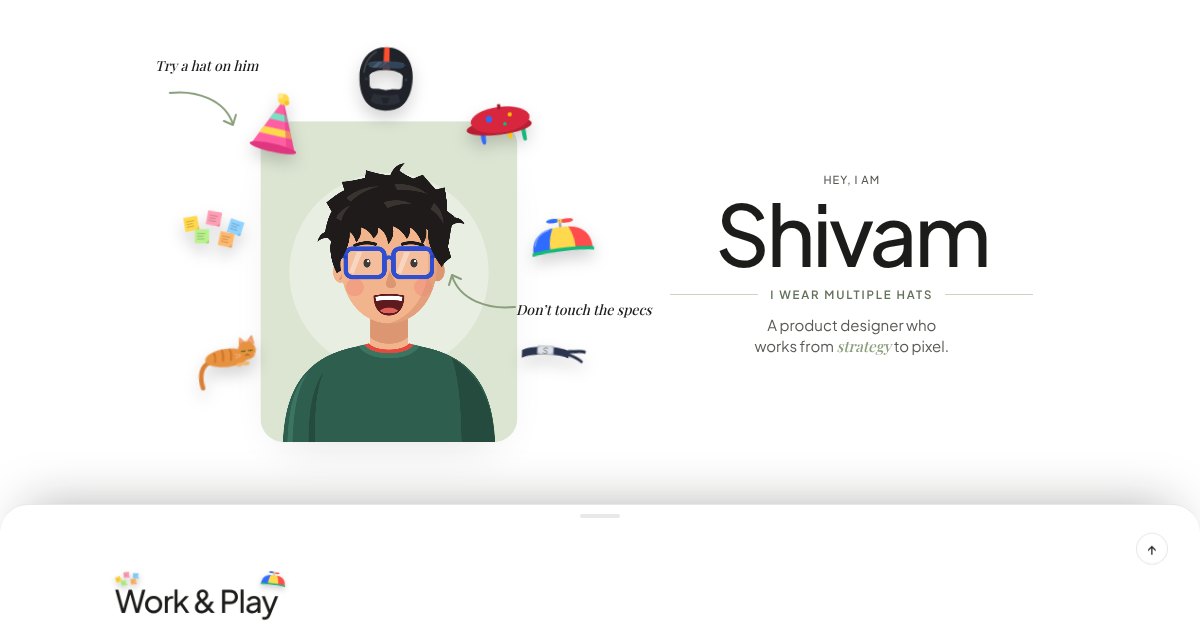 Try a hat on him
HEY, I AM
Shivam
I WEAR MULTIPLE HATS
Don’t touch the specs
A product designer who
works from strategy to pixel.
S
Work & Play